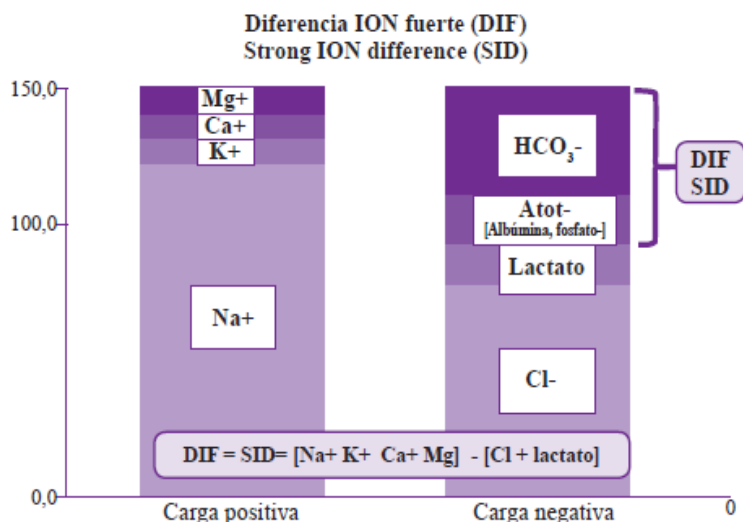 Diferencia ION fuerte (DIF)
Strong ION difference (SID)
150,0
100,0
0,0
Mg+
Ca+
K+
Na+
HCO₃-
Atot-
[Albúmina, fosfato-]
Lactato
Cl-
DIF
SID
DIF = SID= [Na+ K+ Ca+ Mg] - [Cl + lactato]
Carga positiva
Carga negativa
0